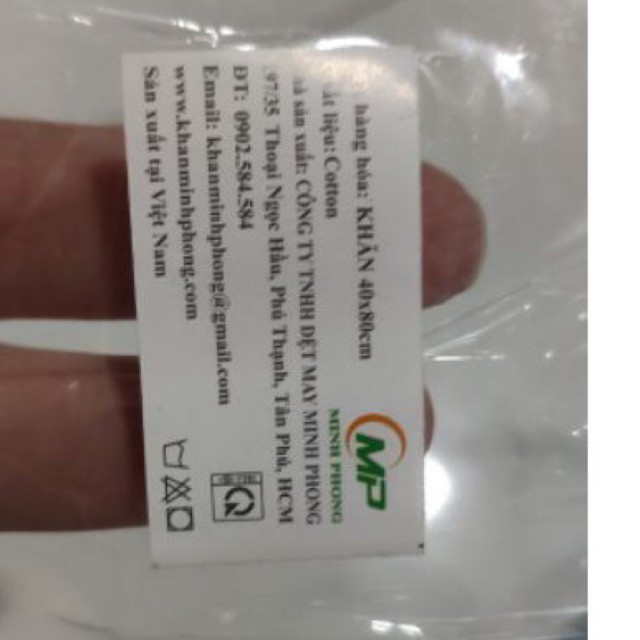 hàng hóa: KHĂN 40x80cm
liệu: Cotton
sản xuất: CÔNG TY TNHH DỆT MAY MINH PHONG
97/35 Thoại Ngọc Hầu, Phú Thạnh, Tân Phú, HCM
ĐT: 0902.584.584
Email: khanminhphong@gmail.com
www.khanminhphong.com
Sản xuất tại Việt Nam
MP
MINH PHONG